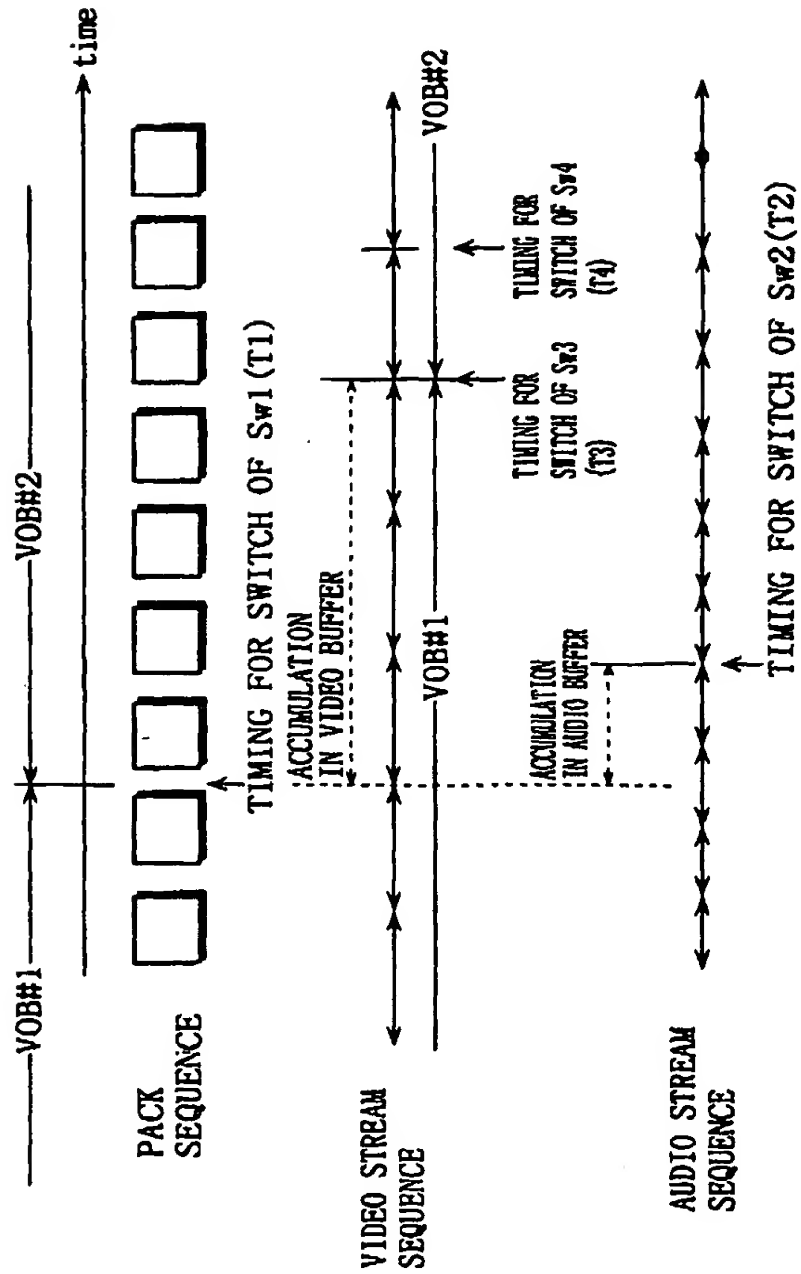 VOB#1
VOB#2
time
PACK
SEQUENCE
TIMING FOR SWITCH OF Sw1(T1)
ACCUMULATION
IN VIDEO BUFFER
VIDEO STREAM
SEQUENCE
VOB#1
VOB#2
TIMING FOR
SWITCH OF Sw3
(T3)
TIMING FOR
SWITCH OF Sw4
(T4)
ACCUMULATION
IN AUDIO BUFFER
AUDIO STREAM
SEQUENCE
TIMING FOR SWITCH OF Sw2(T2)